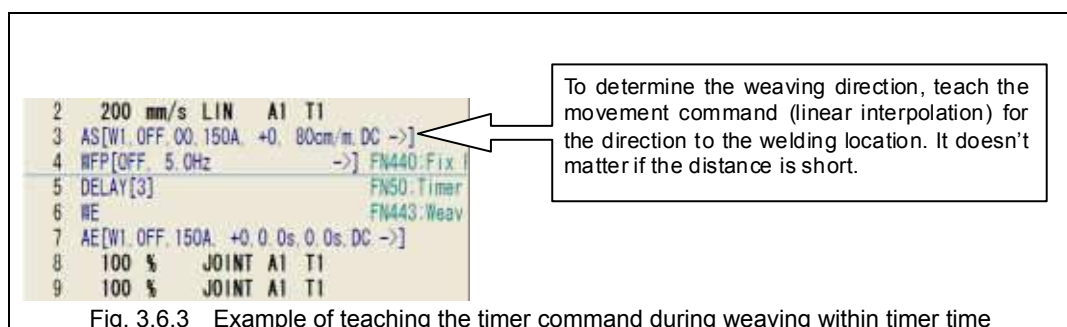 2 200 mm/s LIN A1 T1
3 AS[W1,OFF,00,150A, +0, 80cm/m,DC ->]
4 WFP[OFF, 5.0Hz ->] FN440:Fix
5 DELAY[3] FN50:Timer
6 WE FN443:Weav
7 AE[W1,OFF,150A, +0,0.0s,0.0s,DC ->]
8 100 % JOINT A1 T1
9 100 % JOINT A1 T1
To determine the weaving direction, teach the
movement command (linear interpolation) for
the direction to the welding location. It doesn't
matter if the distance is short.
Fig. 3.6.3 Example of teaching the timer command during weaving within timer time